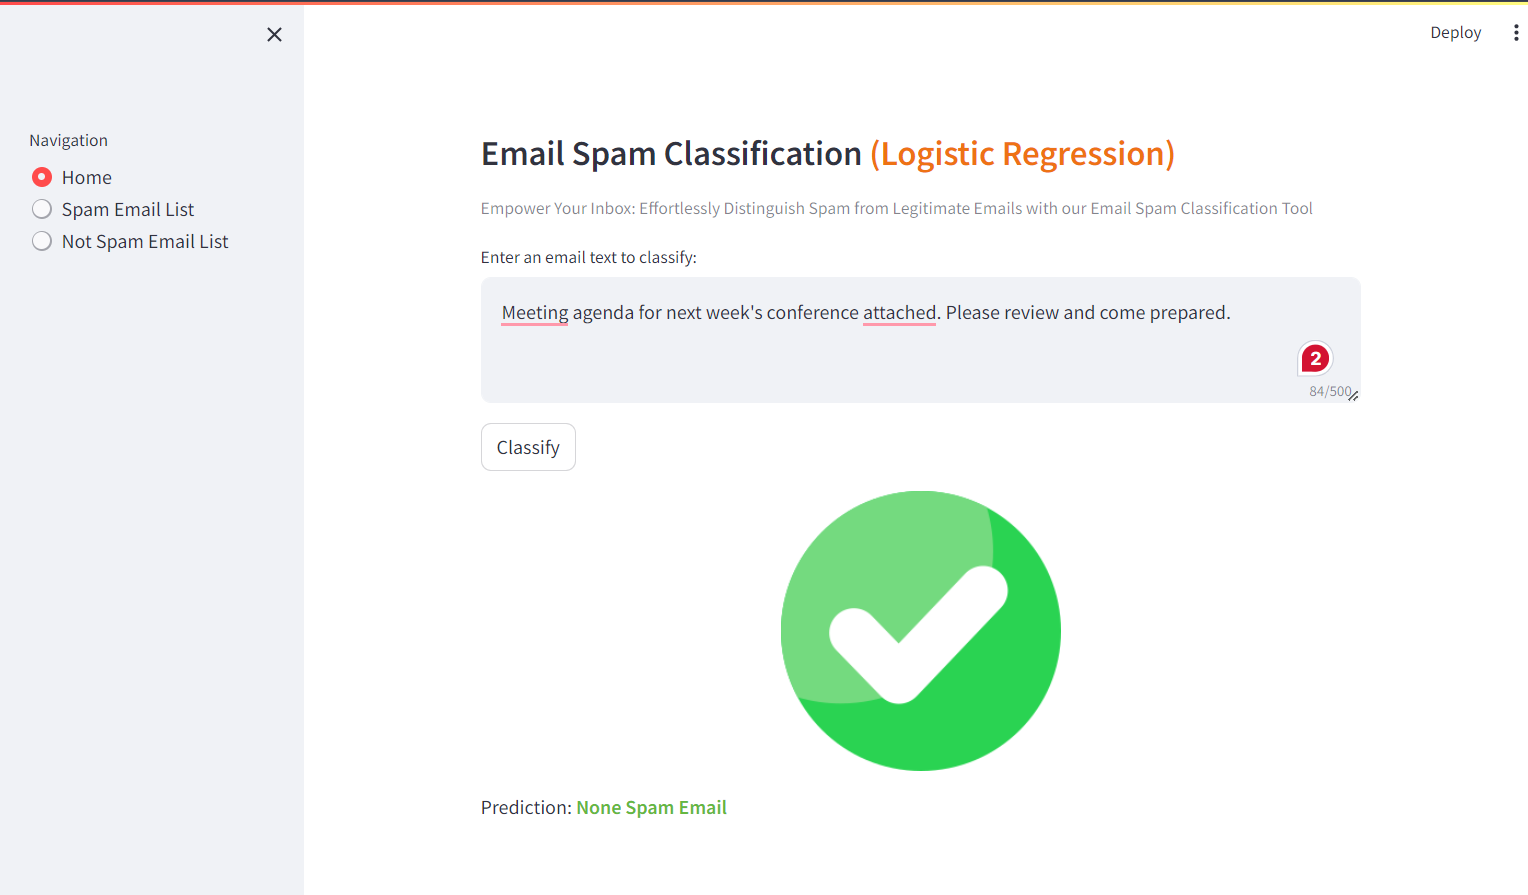 Deploy
Navigation
Home
Spam Email List
Not Spam Email List
Email Spam Classification (Logistic Regression)
Empower Your Inbox: Effortlessly Distinguish Spam from Legitimate Emails with our Email Spam Classification Tool
Enter an email text to classify:
Meeting agenda for next week's conference attached. Please review and come prepared.
2
84/500
Classify
Prediction: None Spam Email